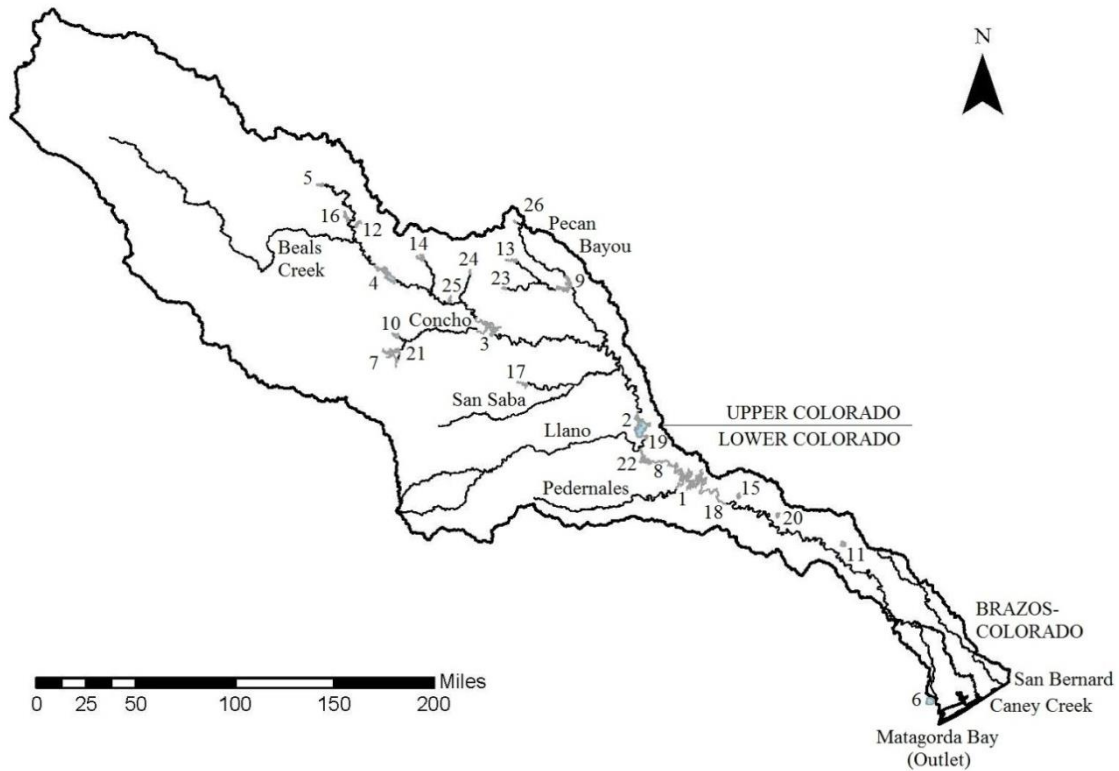 N
26
Pecan
Bayou
5
16
12
Beals
Creek
14
24
13
4
25
23
9
Concho
10
3
7
21
17
San Saba
2
UPPER COLORADO
LOWER COLORADO
Llano
19
22
8
Pedernales
1
15
18
20
11
BRAZOS-
COLORADO
Miles
0 25 50 100 150 200
San Bernard
6
Caney Creek
Matagorda Bay
(Outlet)